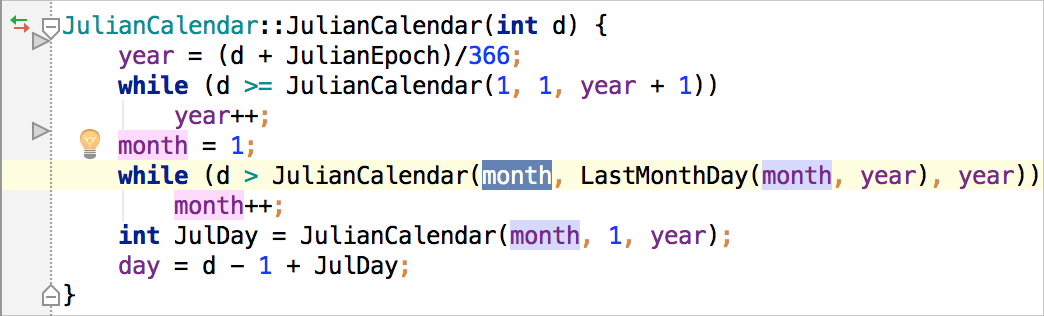 JulianCalendar::JulianCalendar(int d) {
    year = (d + JulianEpoch)/366;
    while (d >= JulianCalendar(1, 1, year + 1))
        year++;
    month = 1;
    while (d > JulianCalendar(month, LastMonthDay(month, year), year))
        month++;
    int JulDay = JulianCalendar(month, 1, year);
    day = d - 1 + JulDay;
}